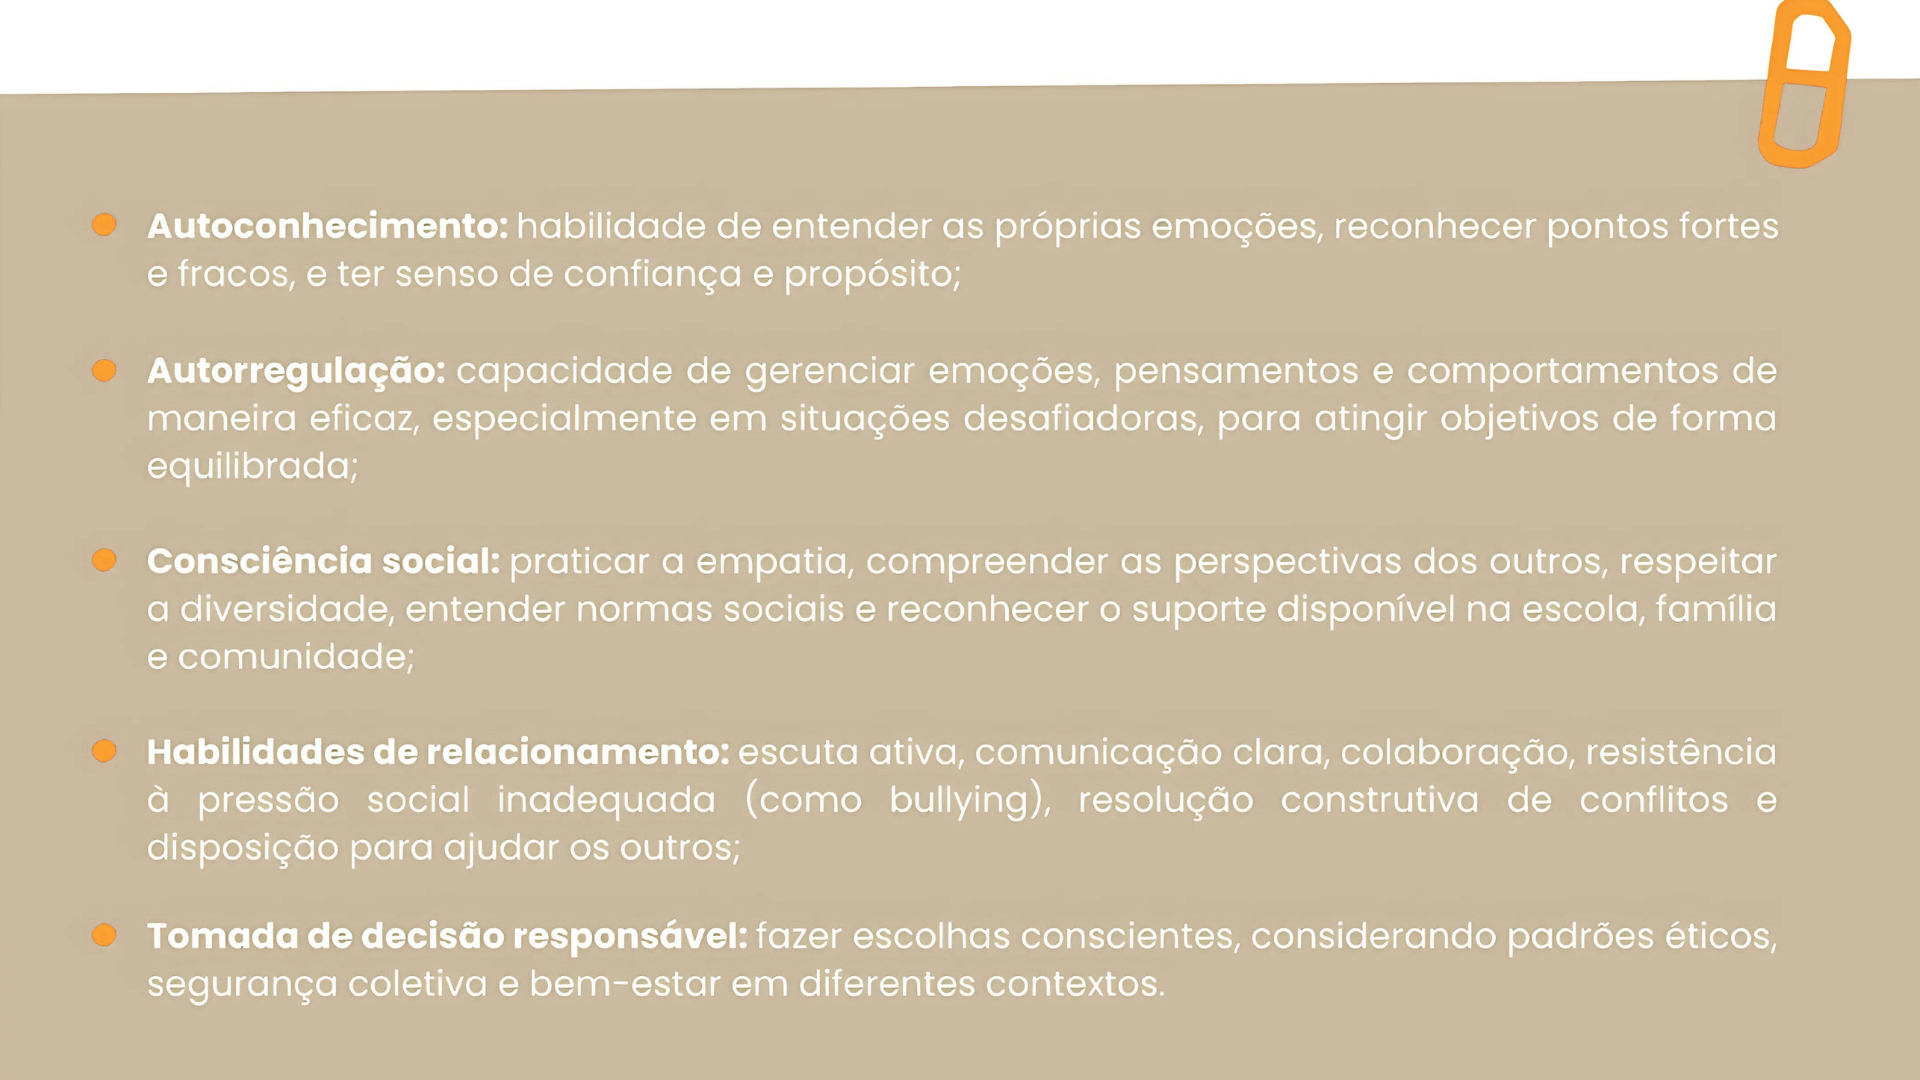 Autoconhecimento: habilidade de entender as próprias emoções, reconhecer pontos fortes
e fracos, e ter senso de confiança e propósito;
Autorregulação: capacidade de gerenciar emoções, pensamentos e comportamentos de
maneira eficaz, especialmente em situações desafiadoras, para atingir objetivos de forma
equilibrada;
Consciência social: praticar a empatia, compreender as perspectivas dos outros, respeitar
a diversidade, entender normas sociais e reconhecer o suporte disponível na escola, família
e comunidade;
Habilidades de relacionamento: escuta ativa, comunicação clara, colaboração, resistência
à pressão social inadequada (como bullying), resolução construtiva de conflitos e
disposição para ajudar os outros;
Tomada de decisão responsável: fazer escolhas conscientes, considerando padrões éticos,
segurança coletiva e bem-estar em diferentes contextos.